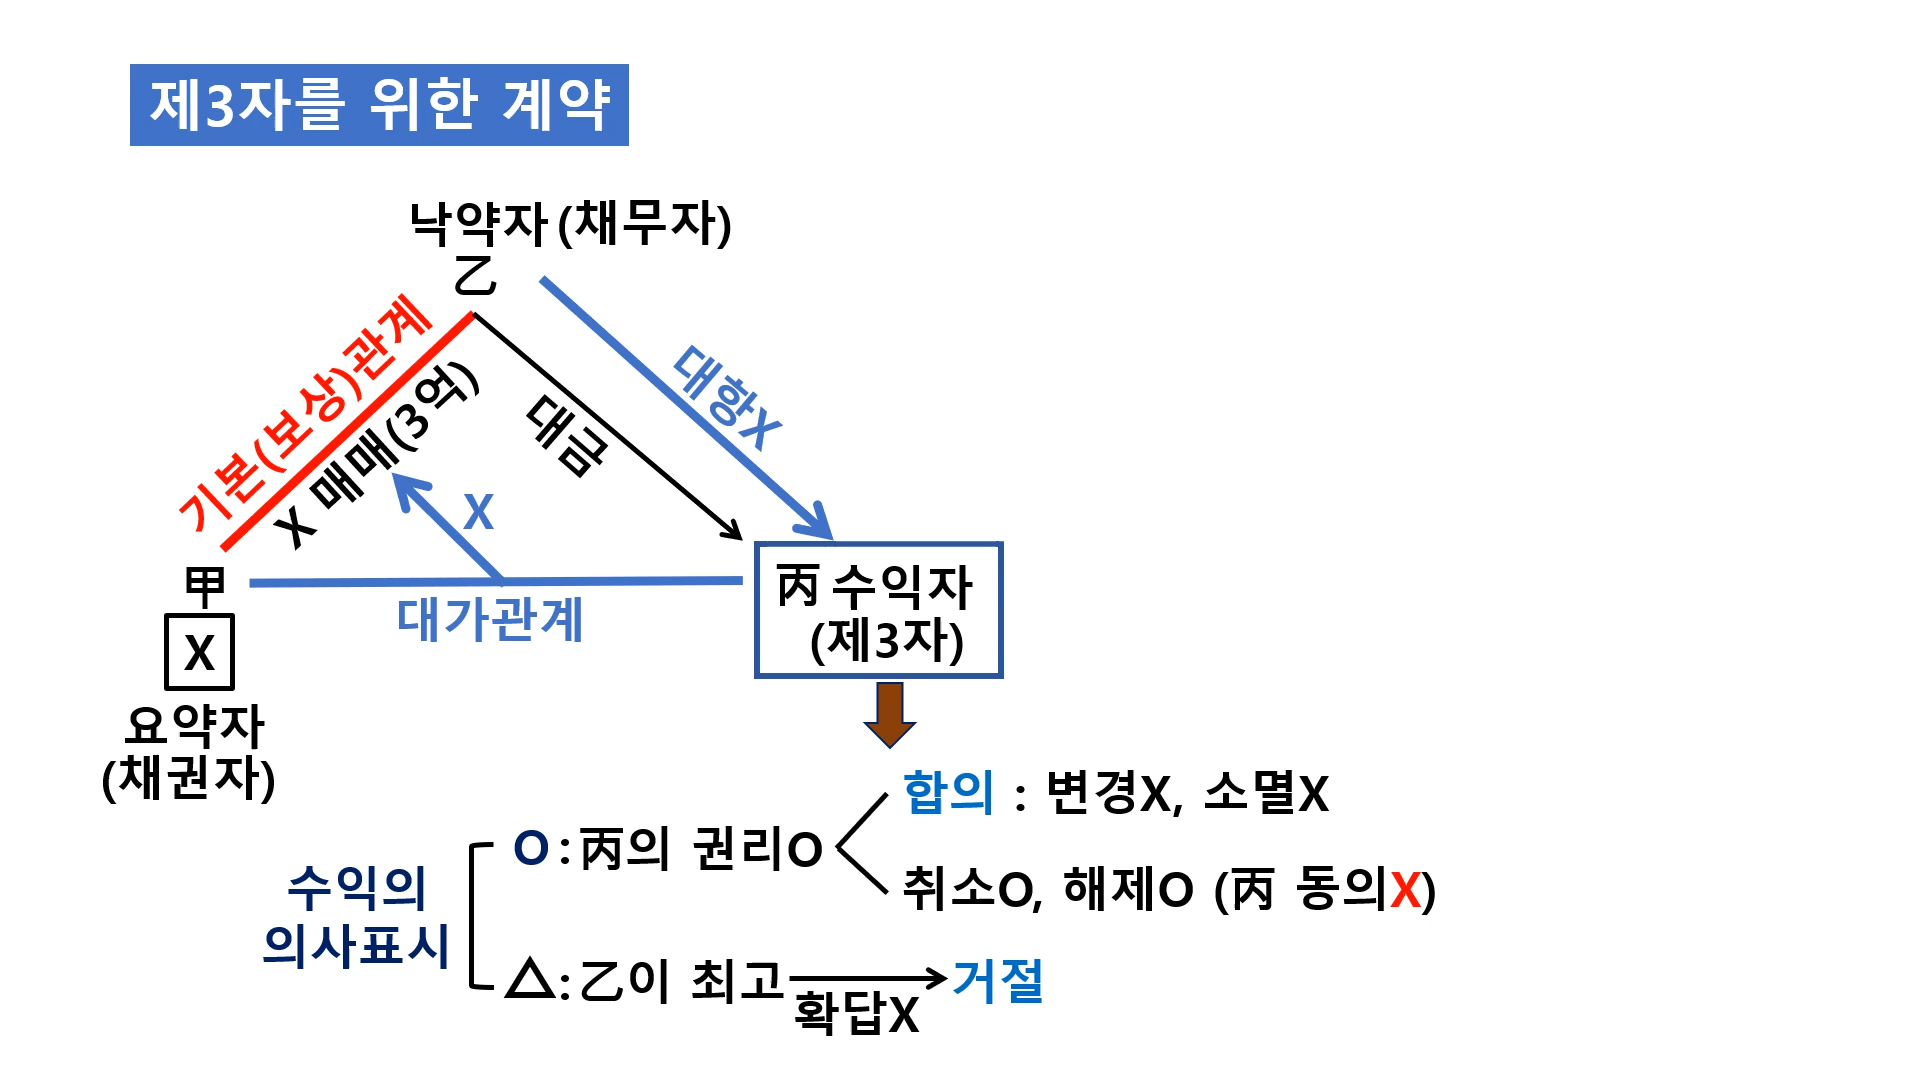 제3자를 위한 계약
낙약자 (채무자)
乙
기본(보상)관계
X 매매(3억)
대금
대항X
X
甲
대가관계
X
요약자
(채권자)
丙 수익자
(제3자)
합의 : 변경X, 소멸X
O : 丙의 권리O
취소O, 해제O (丙 동의X)
수익의
의사표시
△ : 乙이 최고
확답X
거절